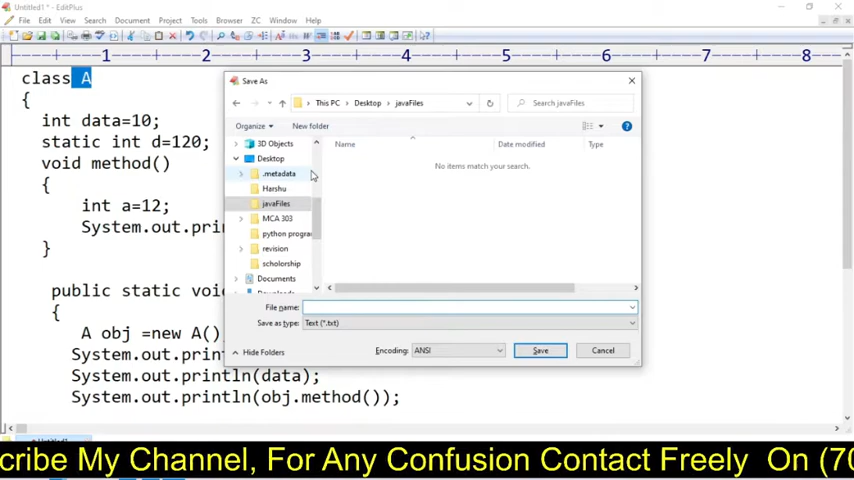 Untitled1 * - EditPlus
File Edit View Search Document Project Tools Browser ZC Window Help
1 2 3 4 5 6 7 8
class A
{
int data=10;
static int d=120;
void method()
{
int a=12;
System.out.prin
}
public static voi
{
A obj =new A();
System.out.print
System.out.println(data);
System.out.println(obj.method());
Save As
This PC > Desktop > javaFiles
Search javaFiles
Organize New folder
Name Date modified Type
No items match your search.
3D Objects
Desktop
.metadata
Harshu
javaFiles
MCA 303
python progra
revision
scholorship
Documents
File name:
Save as type: Text (*.txt)
Hide Folders Encoding: ANSI Save Cancel
cribe My Channel, For Any Confusion Contact Freely On (70